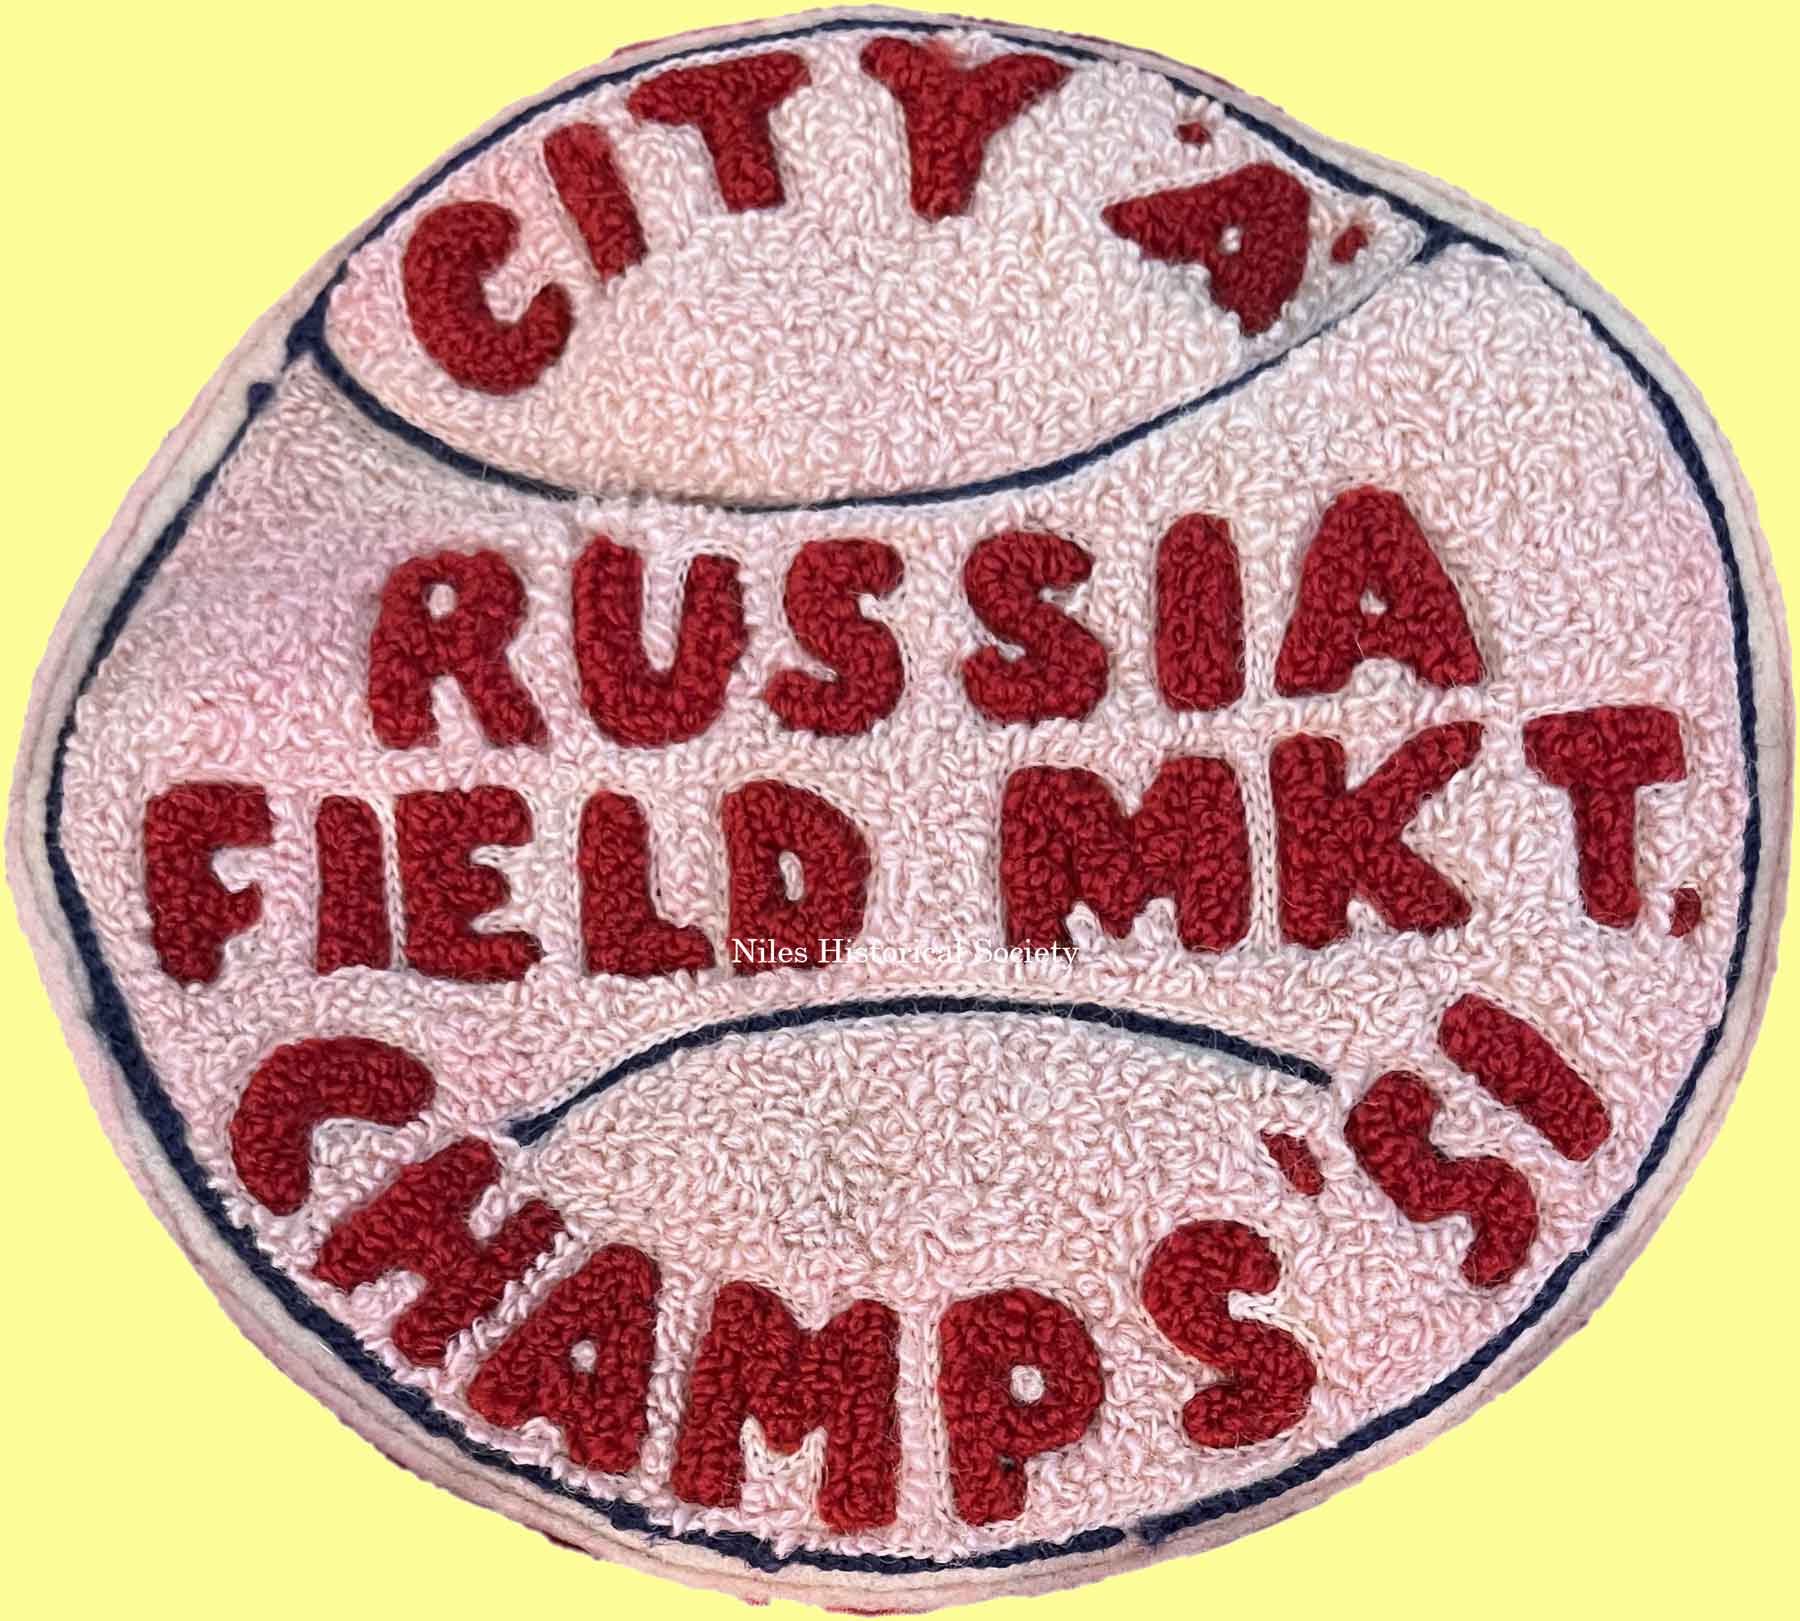 CITY "A"
RUSSIA
FIELD MKT.
CHAMPS '51
Niles Historical Society